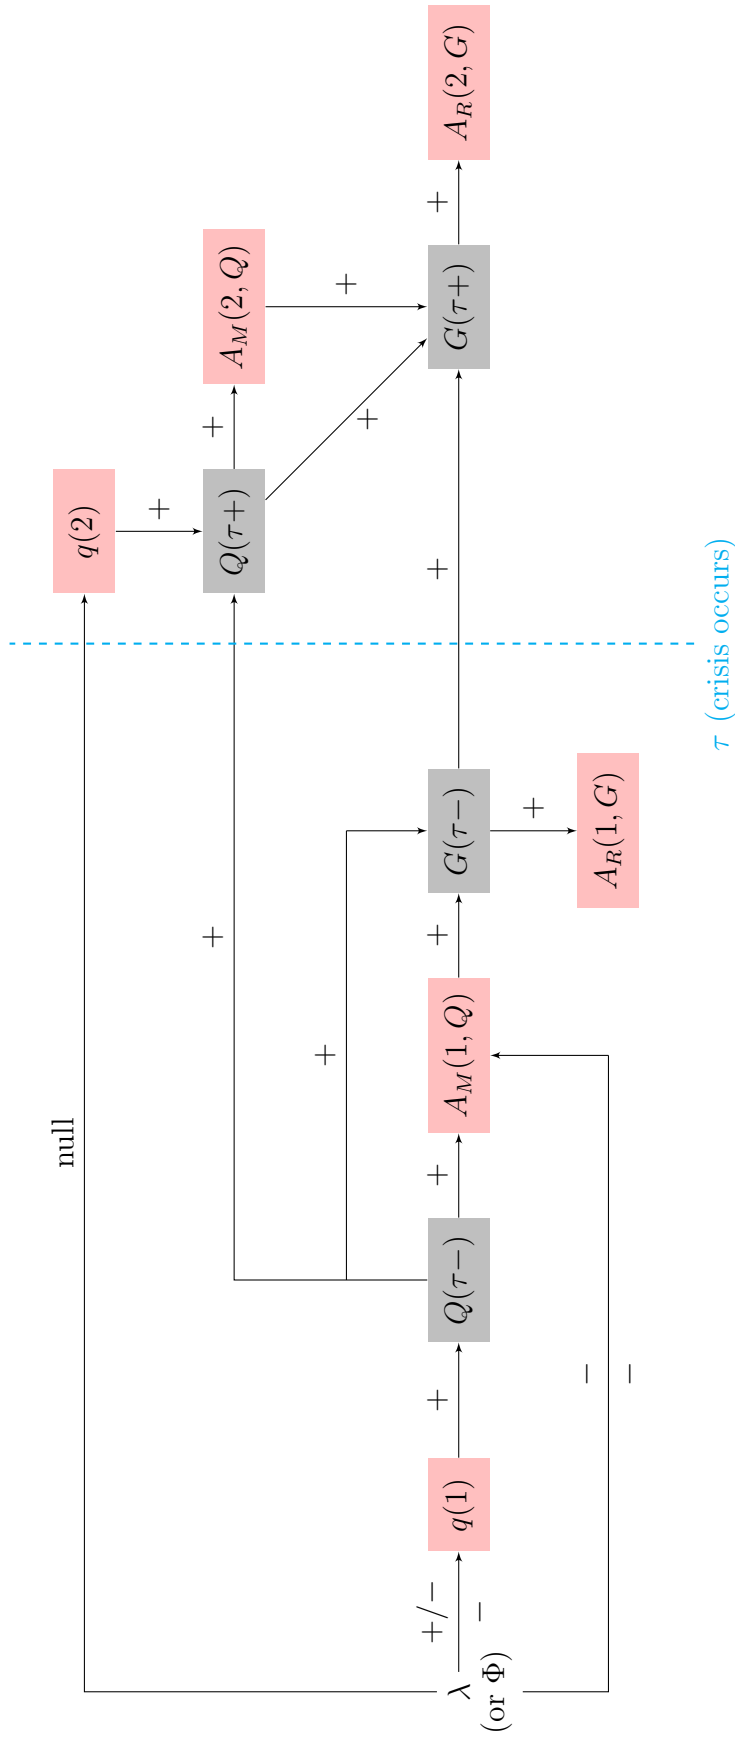 null
q(2)
+
+
Q(τ+)
+
A_M(2, Q)
+
+
+
λ
(or Φ)
+/−
−
q(1)
+
Q(τ−)
+
A_M(1, Q)
+
G(τ−)
+
G(τ+)
+
A_R(2, G)
+
A_R(1, G)
−
−
τ (crisis occurs)